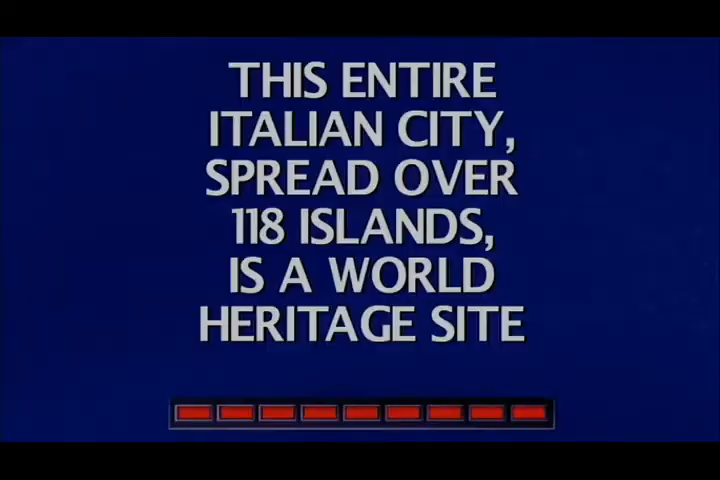 THIS ENTIRE
ITALIAN CITY,
SPREAD OVER
118 ISLANDS,
IS A WORLD
HERITAGE SITE